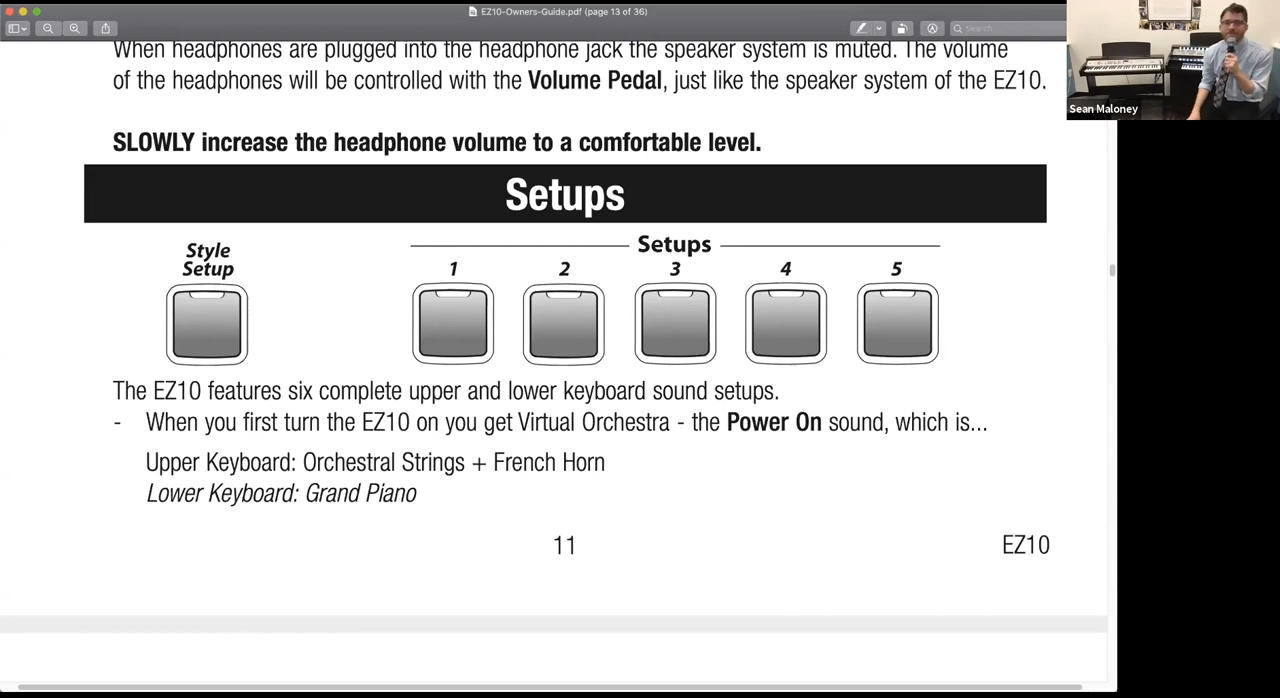 EZ10-Owners-Guide.pdf (page 13 of 36)
Search
When headphones are plugged into the headphone jack the speaker system is muted. The volume
of the headphones will be controlled with the Volume Pedal, just like the speaker system of the EZ10.
Sean Maloney
SLOWLY increase the headphone volume to a comfortable level.
Setups
Style
Setup
Setups
1 2 3 4 5
The EZ10 features six complete upper and lower keyboard sound setups.
- When you first turn the EZ10 on you get Virtual Orchestra - the Power On sound, which is...
Upper Keyboard: Orchestral Strings + French Horn
Lower Keyboard: Grand Piano
11 EZ10